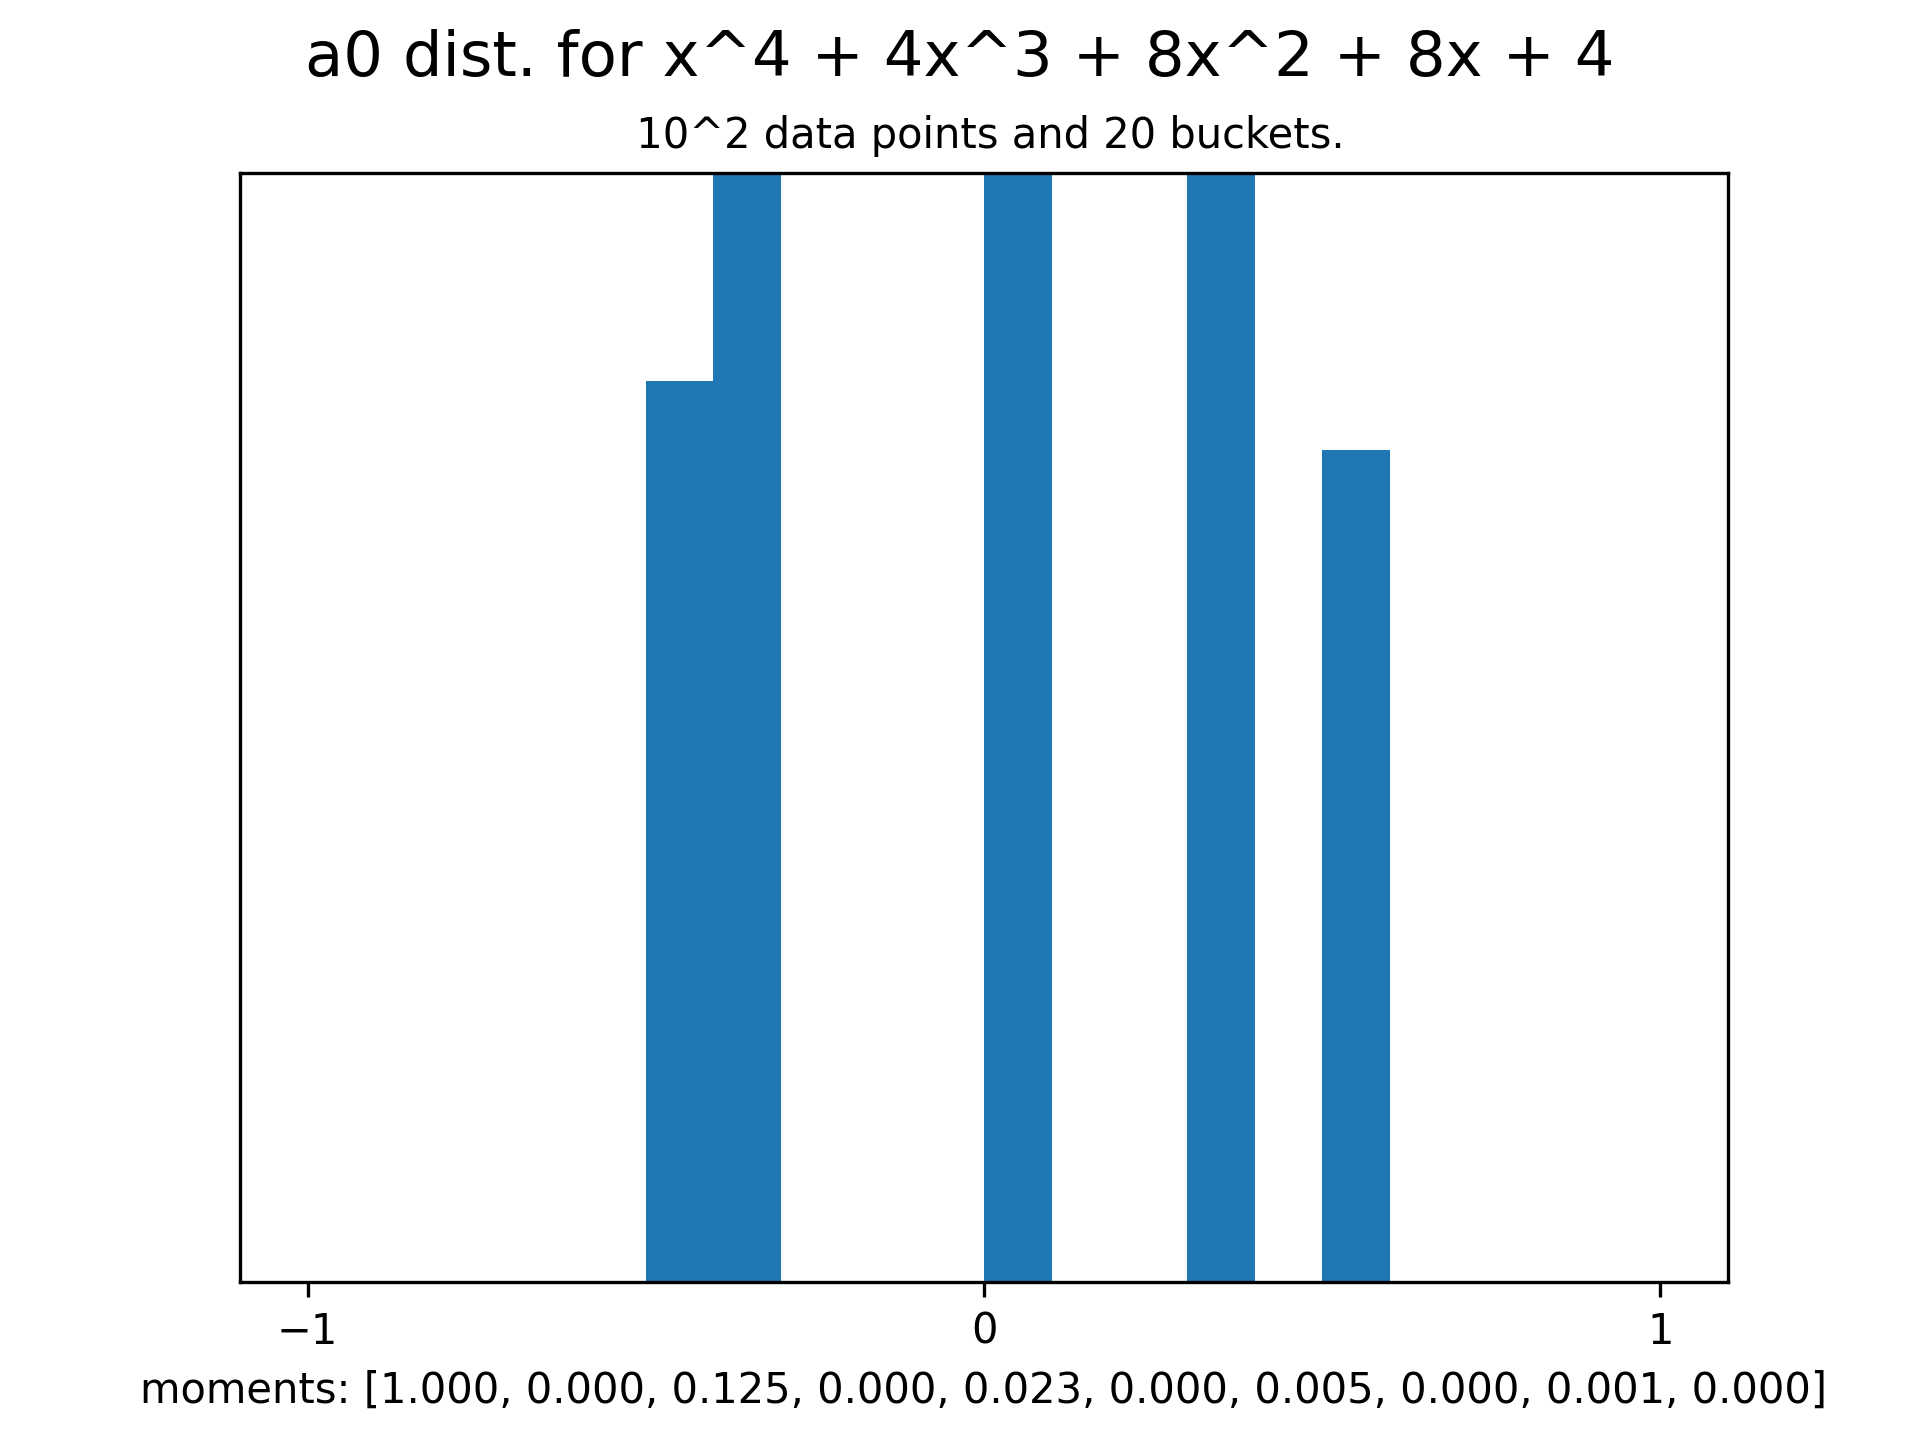 a0 dist. for x^4 + 4x^3 + 8x^2 + 8x + 4
10^2 data points and 20 buckets.
−1 0 1
moments: [1.000, 0.000, 0.125, 0.000, 0.023, 0.000, 0.005, 0.000, 0.001, 0.000]